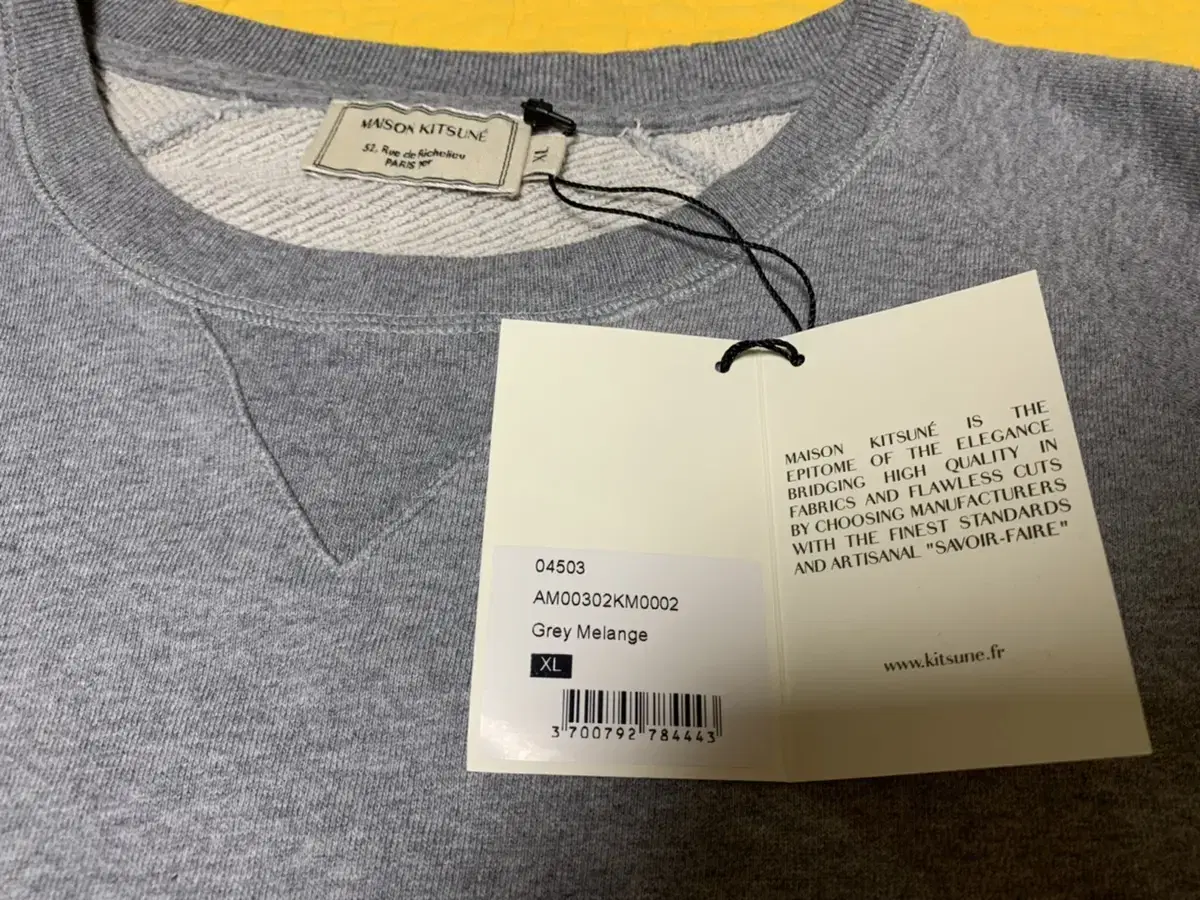 MAISON KITSUNÉ
52, Rue de Richelieu
PARIS 1er
XL
MAISON KITSUNÉ IS THE
EPITOME OF THE ELEGANCE
BRIDGING HIGH QUALITY IN
FABRICS AND FLAWLESS CUTS
BY CHOOSING MANUFACTURERS
WITH THE FINEST STANDARDS
AND ARTISANAL "SAVOIR-FAIRE"
www.kitsune.fr
04503
AM00302KM0002
Grey Melange
XL
3 700792 784443